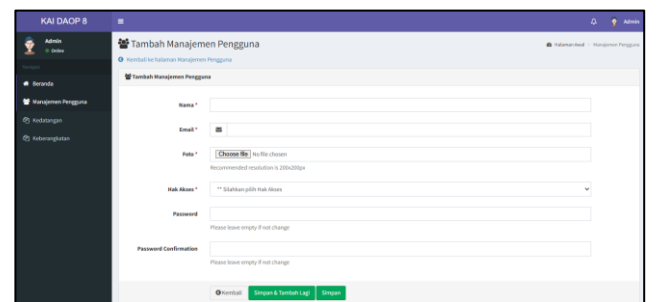 KAI DAOP 8
Admin
Admin
Online
Navigasi
Beranda
Manajemen Pengguna
Kedatangan
Keberangkatan
Tambah Manajemen Pengguna
Halaman Awal
Manajemen Pengguna
Kembali ke halaman Manajemen Pengguna
Tambah Manajemen Pengguna
Nama *
Email *
Foto *
Choose file No file chosen
Recommended resolution is 200x200px
Hak Akses *
** Silahkan pilih Hak Akses
Password
Please leave empty if not change
Password Confirmation
Please leave empty if not change
Kembali
Simpan & Tambah Lagi
Simpan